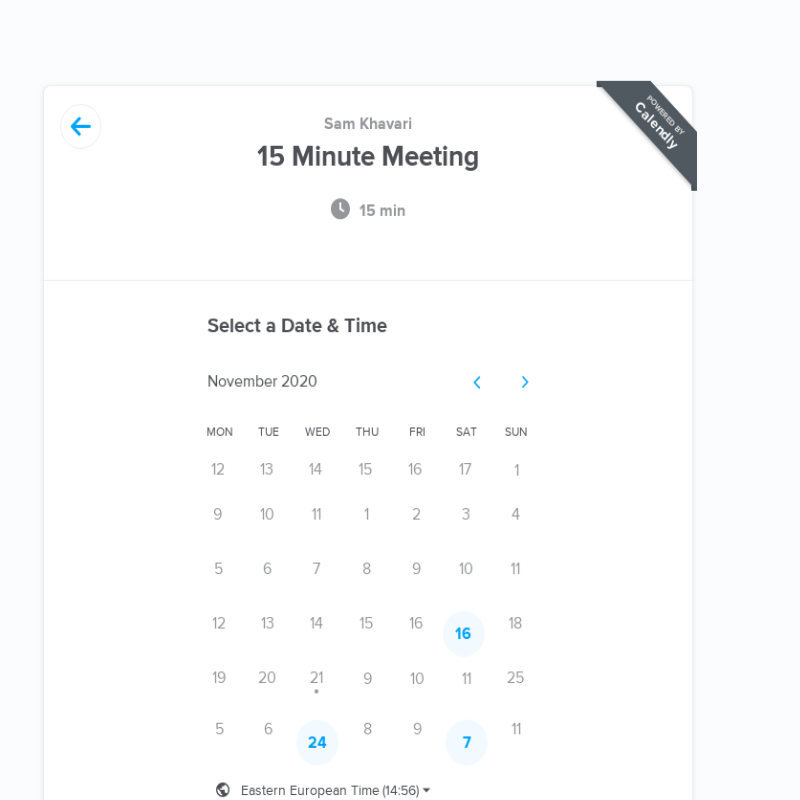 POWERED BY
Calendly
Sam Khavari
15 Minute Meeting
15 min
Select a Date & Time
November 2020
MON TUE WED THU FRI SAT SUN
12 13 14 15 16 17 1
9 10 11 1 2 3 4
5 6 7 8 9 10 11
12 13 14 15 16 16 18
19 20 21 9 10 11 25
5 6 24 8 9 7 11
Eastern European Time (14:56)